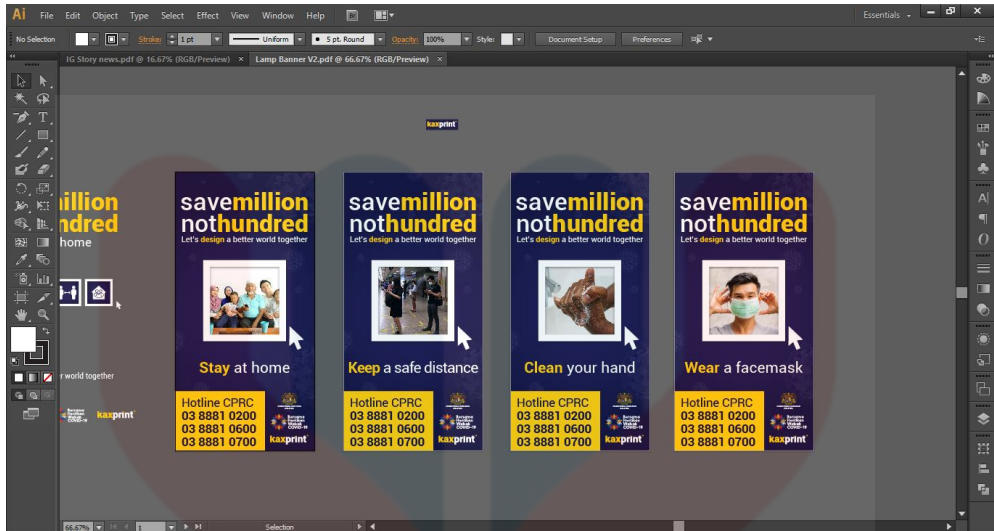 Ai File Edit Object Type Select Effect View Window Help Essentials
No Selection Stroke: 1 pt Uniform 5 pt. Round Opacity: 100% Style: Document Setup Preferences
IG Story news.pdf @ 16.67% (RGB/Preview) × Lamp Banner V2.pdf @ 66.67% (RGB/Preview) ×
kaxprint
illion
ndred
home
r world together
kaxprint
savemillion
nothundred
Let's design a better world together
Stay at home
Hotline CPRC
03 8881 0200
03 8881 0600
03 8881 0700
kaxprint
savemillion
nothundred
Let's design a better world together
Keep a safe distance
Hotline CPRC
03 8881 0200
03 8881 0600
03 8881 0700
kaxprint
savemillion
nothundred
Let's design a better world together
Clean your hand
Hotline CPRC
03 8881 0200
03 8881 0600
03 8881 0700
kaxprint
savemillion
nothundred
Let's design a better world together
Wear a facemask
Hotline CPRC
03 8881 0200
03 8881 0600
03 8881 0700
kaxprint
66.67% 1 Selection